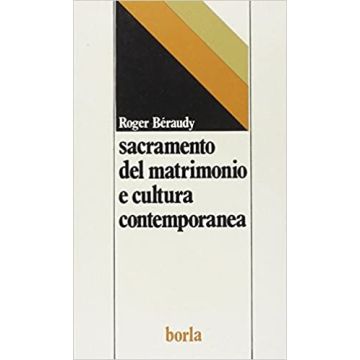 Roger Béraudy
sacramento
del matrimonio
e cultura
contemporanea
borla